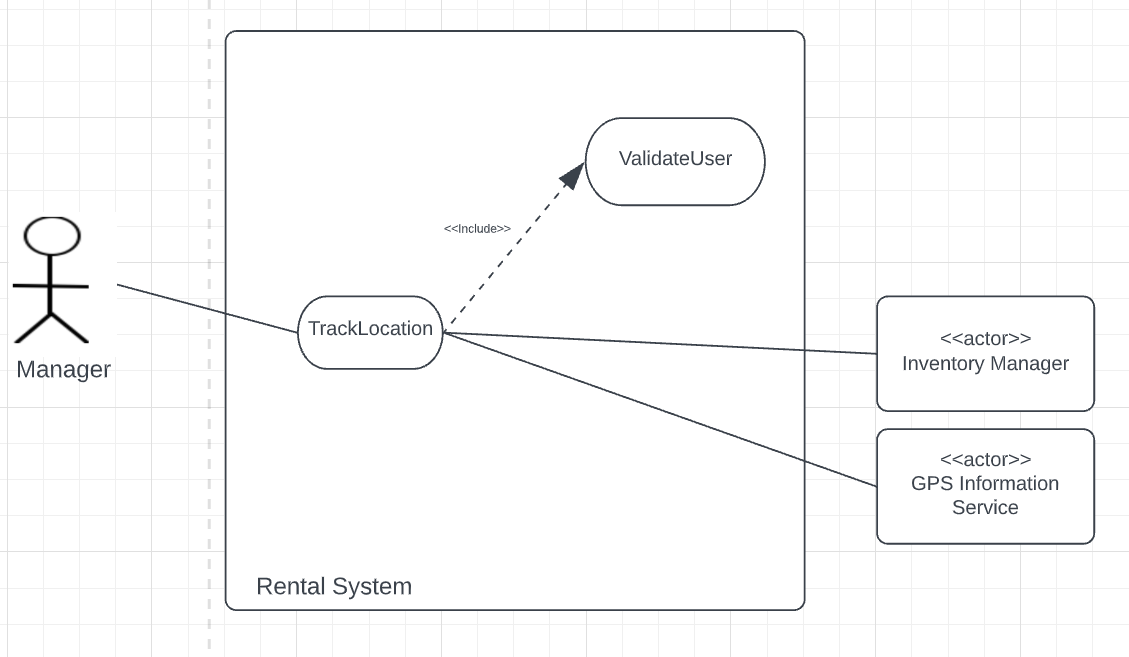 ValidateUser
<<Include>>
TrackLocation
Manager
<<actor>>
Inventory Manager
<<actor>>
GPS Information
Service
Rental System